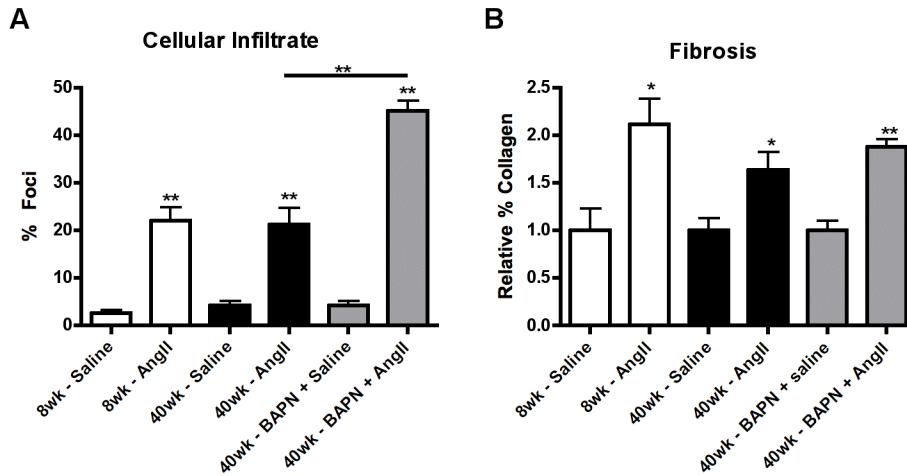 A
Cellular Infiltrate
**
50
40
30
20
10
0
% Foci
**
**
**
8wk - Saline
8wk - AngII
40wk - Saline
40wk - AngII
40wk - BAPN + Saline
40wk - BAPN + AngII
B
Fibrosis
2.5
2.0
1.5
1.0
0.5
0.0
Relative % Collagen
*
*
**
8wk - Saline
8wk - AngII
40wk - Saline
40wk - AngII
40wk - BAPN + saline
40wk - BAPN + AngII